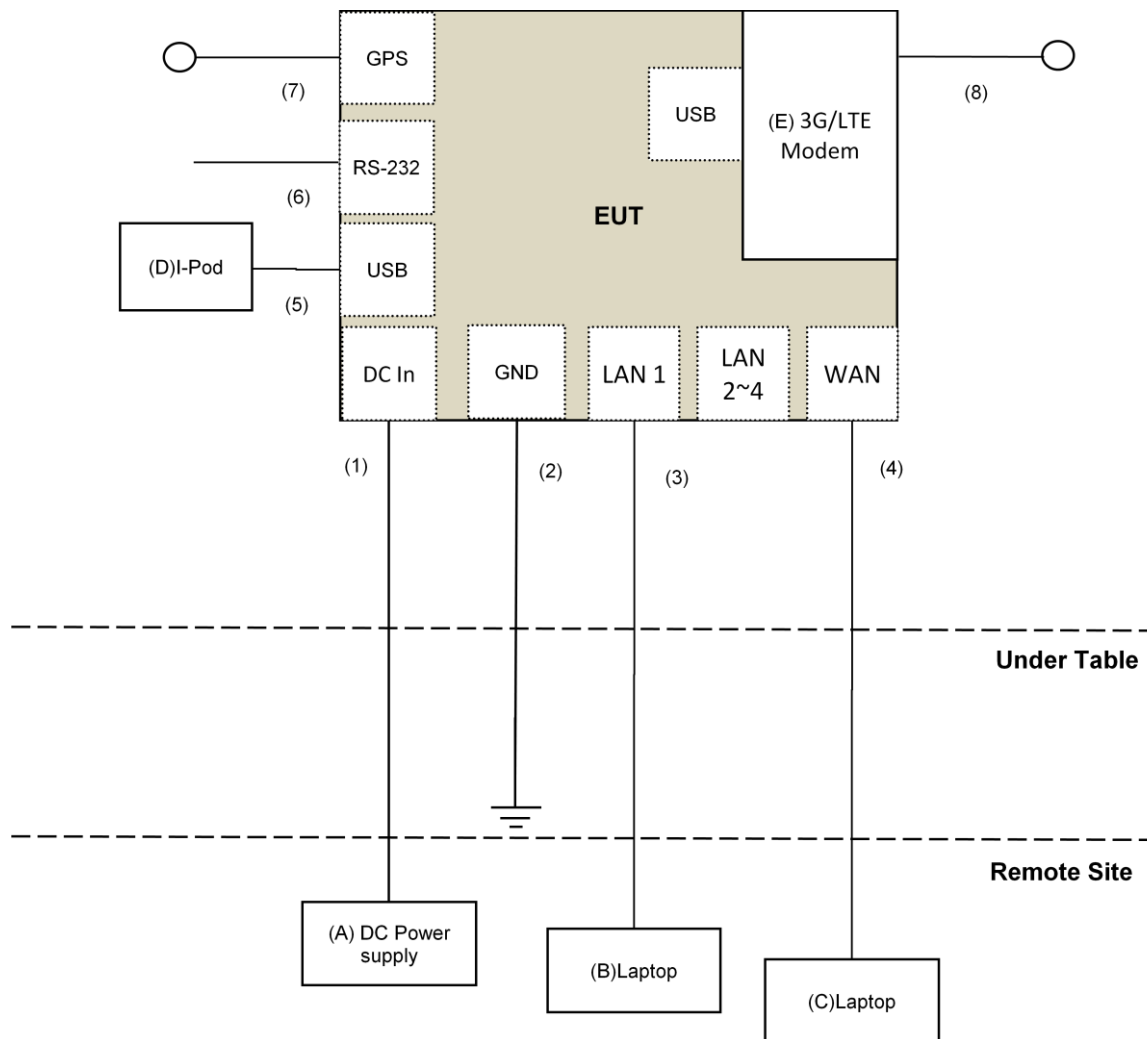 GPS
(7)
USB
(E) 3G/LTE
Modem
(8)
RS-232
(6)
EUT
(D)I-Pod
USB
(5)
DC In
GND
LAN 1
LAN
2~4
WAN
(1)
(2)
(3)
(4)
Under Table
Remote Site
(A) DC Power
supply
(B)Laptop
(C)Laptop